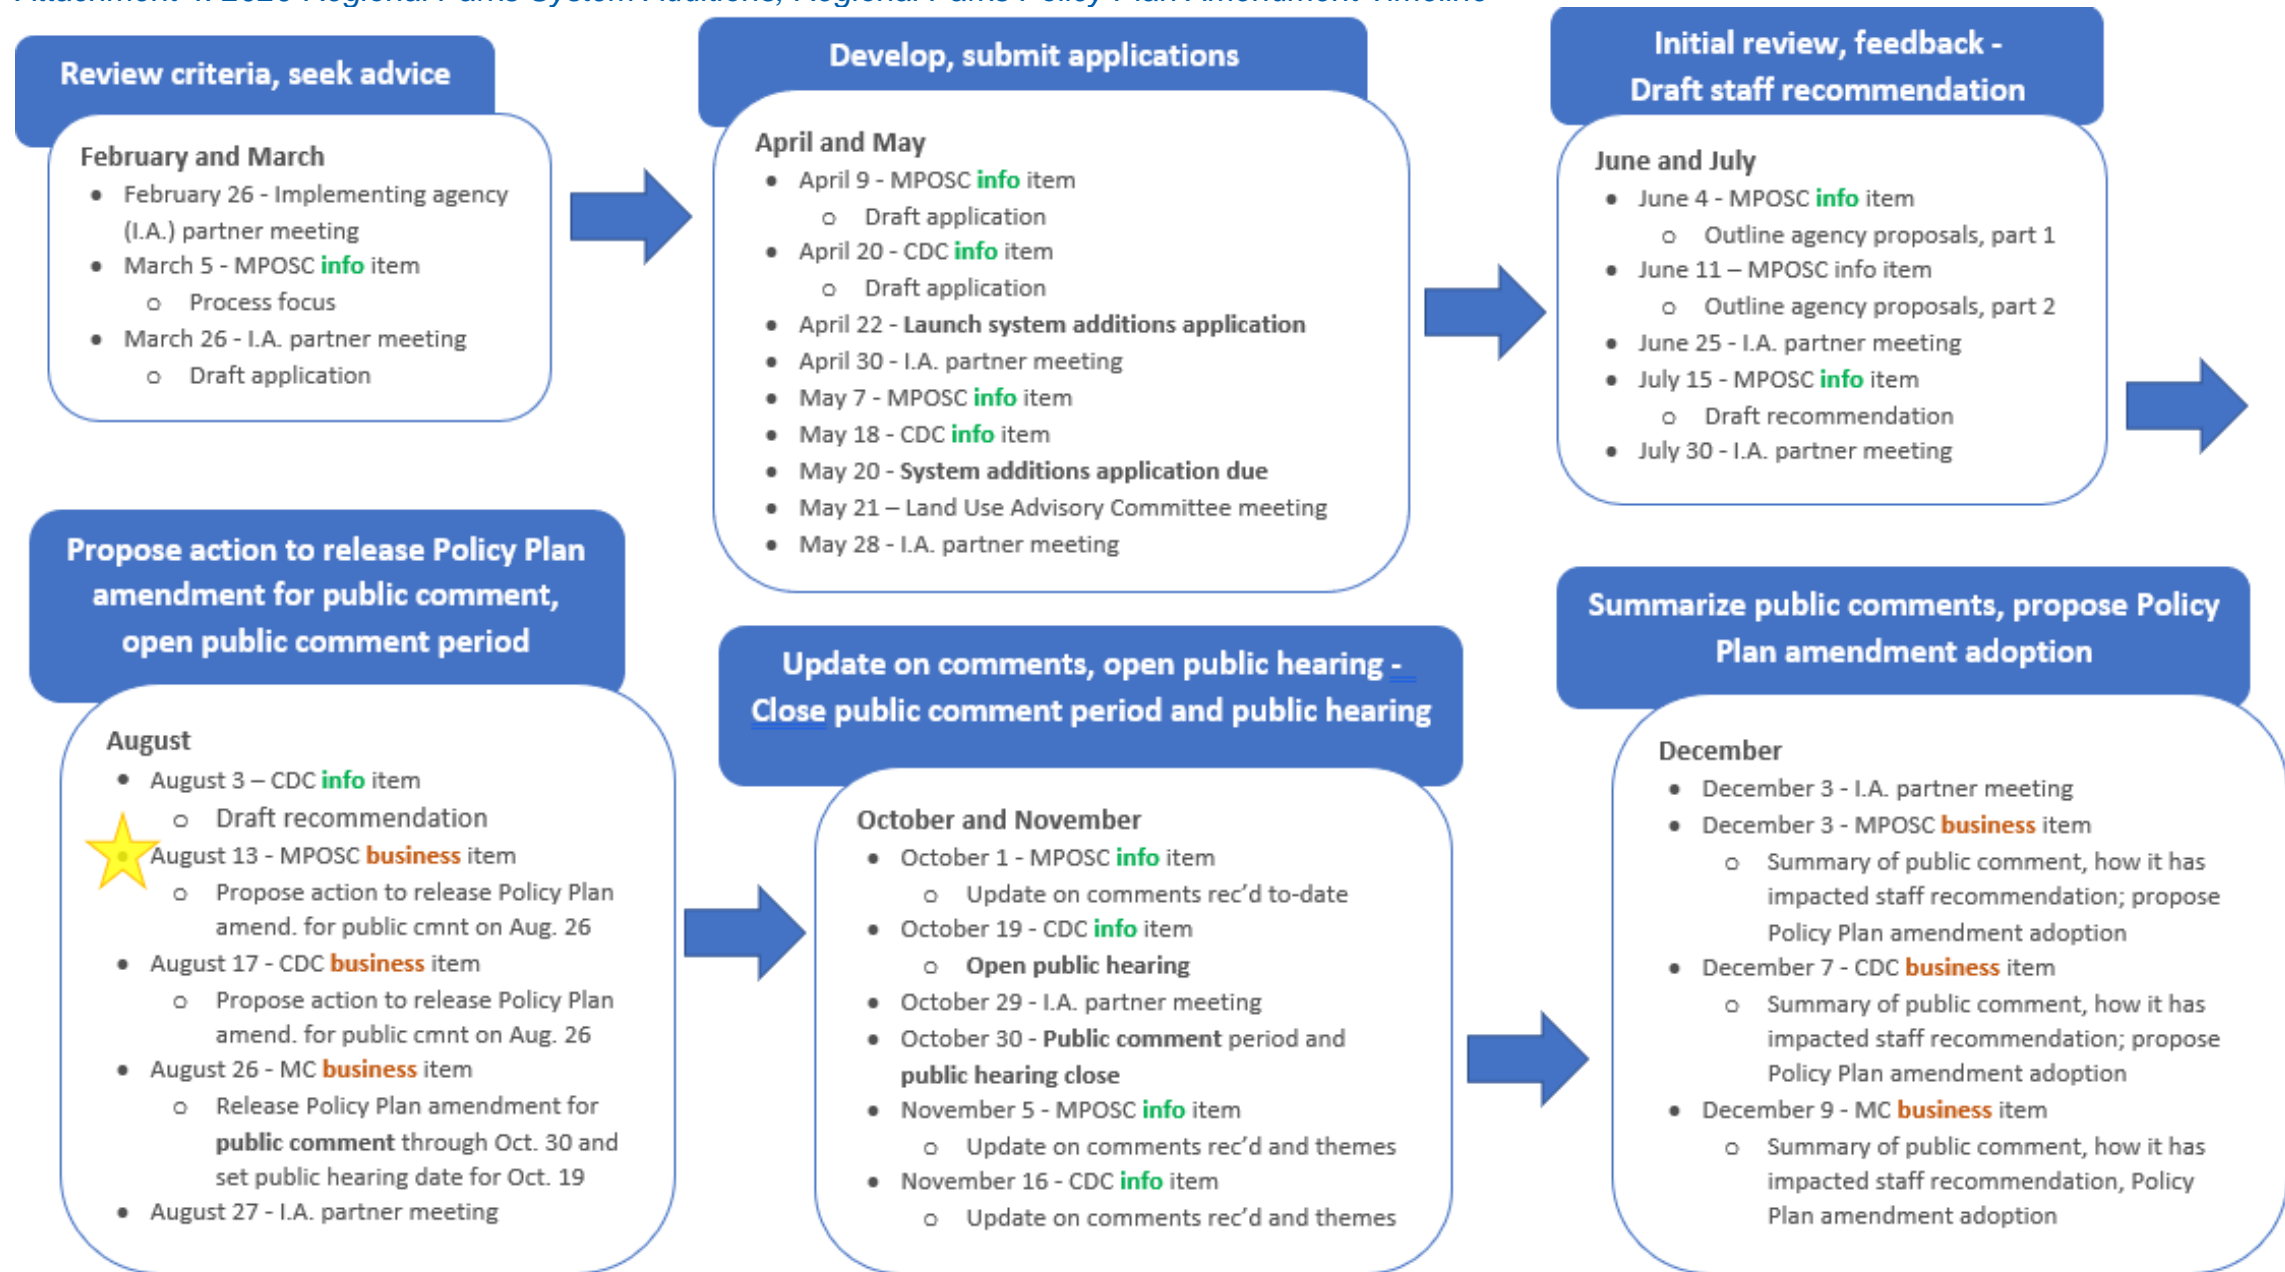 Review criteria, seek advice
February and March
• February 26 - Implementing agency
(I.A.) partner meeting
• March 5 - MPOSC info item
o Process focus
• March 26 - I.A. partner meeting
o Draft application
Develop, submit applications
April and May
• April 9 - MPOSC info item
o Draft application
• April 20 - CDC info item
o Draft application
• April 22 - Launch system additions application
• April 30 - I.A. partner meeting
• May 7 - MPOSC info item
• May 18 - CDC info item
• May 20 - System additions application due
• May 21 – Land Use Advisory Committee meeting
• May 28 - I.A. partner meeting
Initial review, feedback -
Draft staff recommendation
June and July
• June 4 - MPOSC info item
o Outline agency proposals, part 1
• June 11 – MPOSC info item
o Outline agency proposals, part 2
• June 25 - I.A. partner meeting
• July 15 - MPOSC info item
o Draft recommendation
• July 30 - I.A. partner meeting
Propose action to release Policy Plan
amendment for public comment,
open public comment period
August
• August 3 – CDC info item
o Draft recommendation
• August 13 - MPOSC business item
o Propose action to release Policy Plan
amend. for public cmnt on Aug. 26
• August 17 - CDC business item
o Propose action to release Policy Plan
amend. for public cmnt on Aug. 26
• August 26 - MC business item
o Release Policy Plan amendment for
public comment through Oct. 30 and
set public hearing date for Oct. 19
• August 27 - I.A. partner meeting
Update on comments, open public hearing -
Close public comment period and public hearing
October and November
• October 1 - MPOSC info item
o Update on comments rec’d to-date
• October 19 - CDC info item
o Open public hearing
• October 29 - I.A. partner meeting
• October 30 - Public comment period and
public hearing close
• November 5 - MPOSC info item
o Update on comments rec’d and themes
• November 16 - CDC info item
o Update on comments rec’d and themes
Summarize public comments, propose Policy
Plan amendment adoption
December
• December 3 - I.A. partner meeting
• December 3 - MPOSC business item
o Summary of public comment, how it has
impacted staff recommendation; propose
Policy Plan amendment adoption
• December 7 - CDC business item
o Summary of public comment, how it has
impacted staff recommendation; propose
Policy Plan amendment adoption
• December 9 - MC business item
o Summary of public comment, how it has
impacted staff recommendation, Policy
Plan amendment adoption